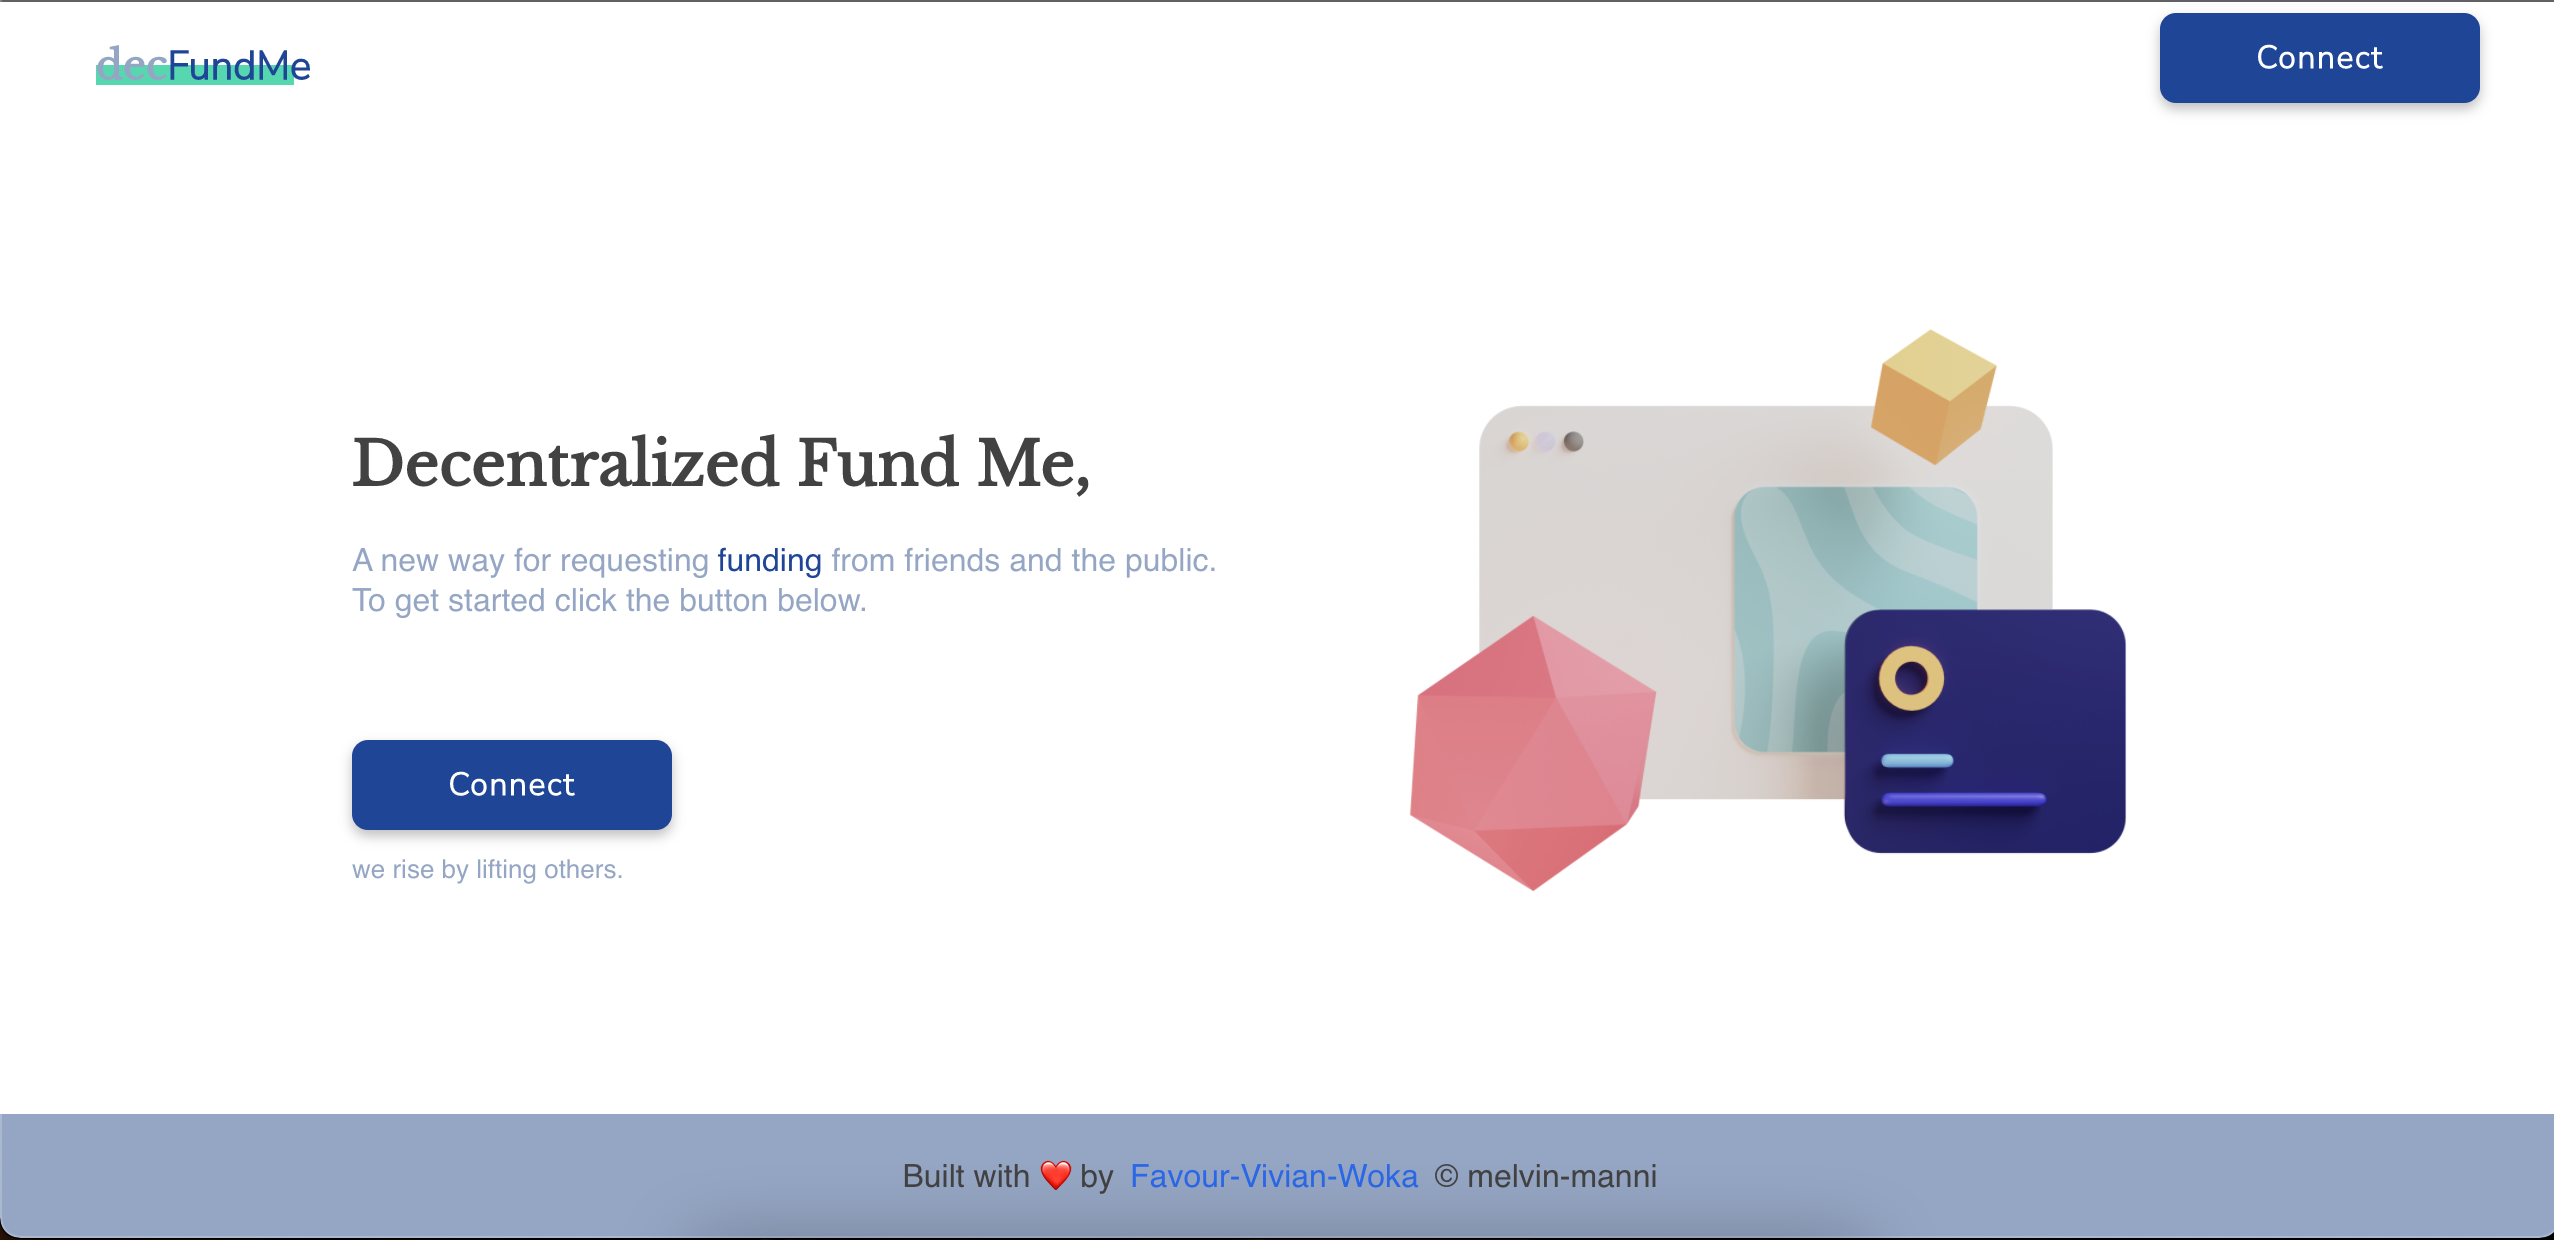 decFundMe
Connect
Decentralized Fund Me,
A new way for requesting funding from friends and the public.
To get started click the button below.
Connect
we rise by lifting others.
Built with ❤️ by Favour-Vivian-Woka © melvin-manni